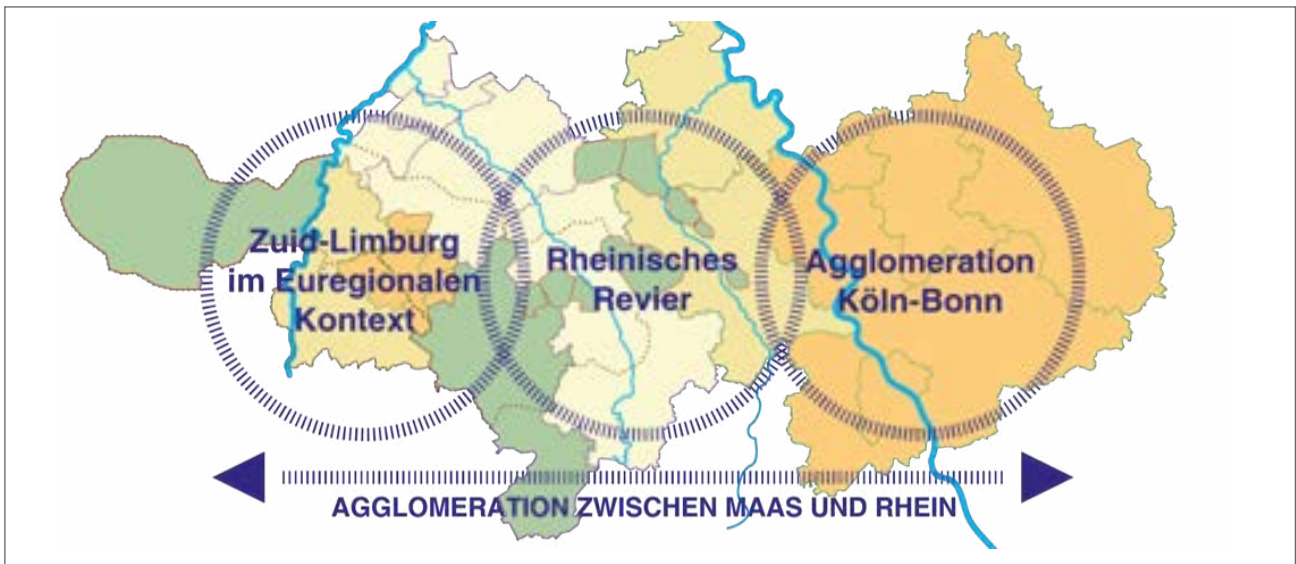 Zuid-Limburg
im Euregionalen
Kontext
Rheinisches
Revier
Agglomeration
Köln-Bonn
AGGLOMERATION ZWISCHEN MAAS UND RHEIN